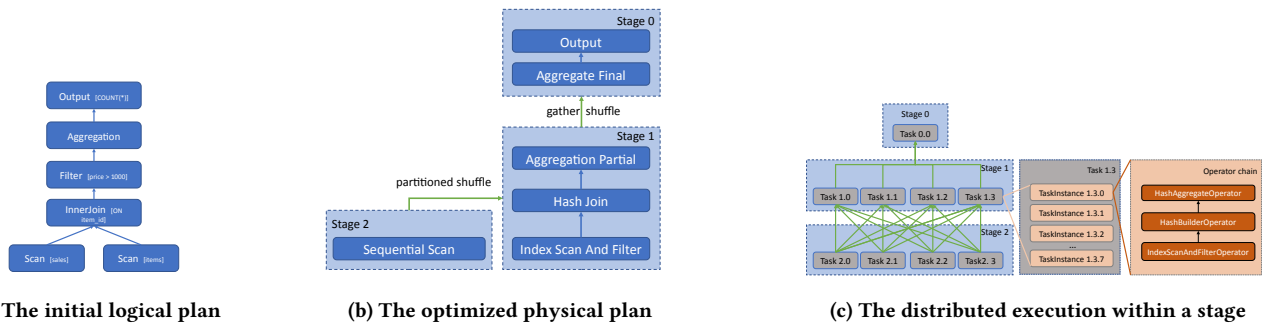 Output [COUNT(*)]
Aggregation
Filter [price > 1000]
InnerJoin [ON
item_id]
Scan [sales]
Scan [items]
The initial logical plan
Stage 0
Output
Aggregate Final
gather shuffle
Stage 1
Aggregation Partial
partitioned shuffle
Hash Join
Stage 2
Sequential Scan
Index Scan And Filter
(b) The optimized physical plan
Stage 0
Task 0.0
Stage 1
Task 1.0
Task 1.1
Task 1.2
Task 1.3
Stage 2
Task 2.0
Task 2.1
Task 2.2
Task 2. 3
Task 1.3
TaskInstance 1.3.0
TaskInstance 1.3.1
TaskInstance 1.3.2
...
TaskInstance 1.3.7
Operator chain
HashAggregateOperator
HashBuilderOperator
IndexScanAndFilterOperator
(c) The distributed execution within a stage